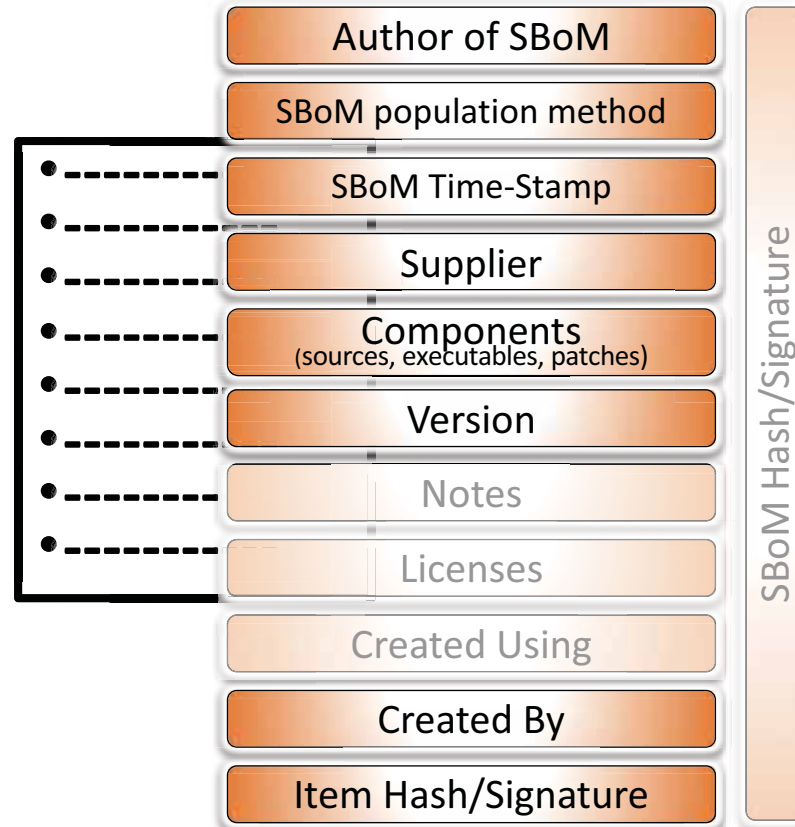 Author of SBoM
SBoM population method
SBoM Time-Stamp
Supplier
Components
(sources, executables, patches)
Version
Notes
Licenses
Created Using
Created By
Item Hash/Signature
SBoM Hash/Signature